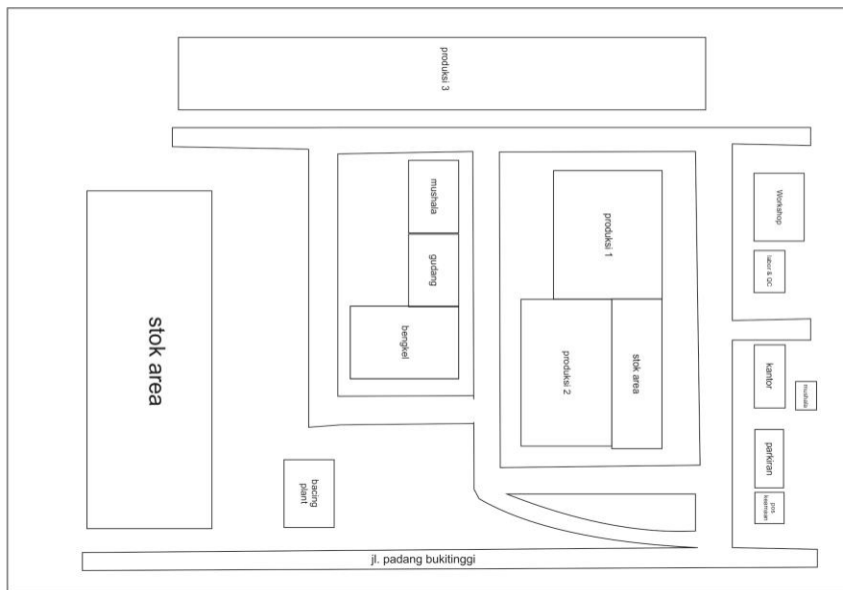 produksi 3
mushala
gudang
bengkel
produksi 1
produksi 2
stok area
Workshop
labor & QC
kantor
mushala
parkiran
pos
keamaan
stok area
bacing
plant
jl. padang bukitinggi